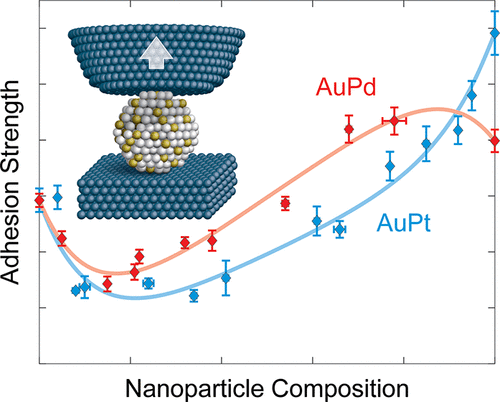 AuPd
AuPt
Adhesion Strength
Nanoparticle Composition